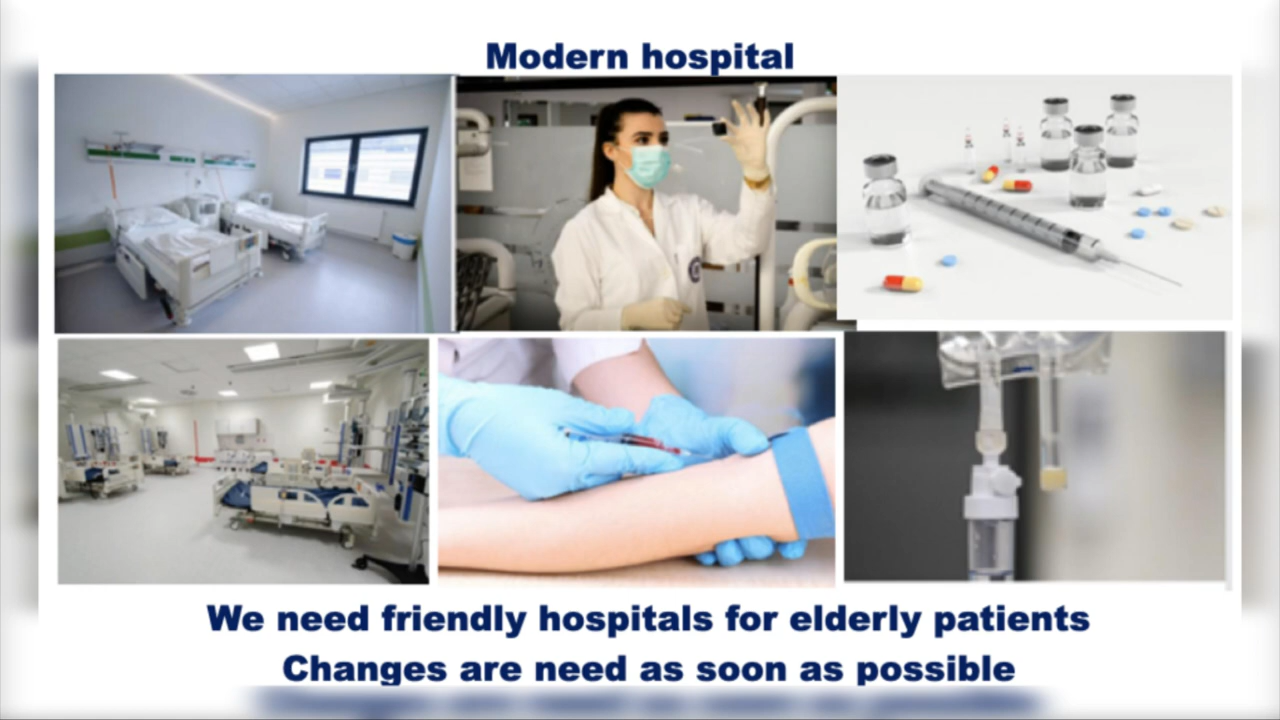 Modern hospital
We need friendly hospitals for elderly patients
Changes are need as soon as possible